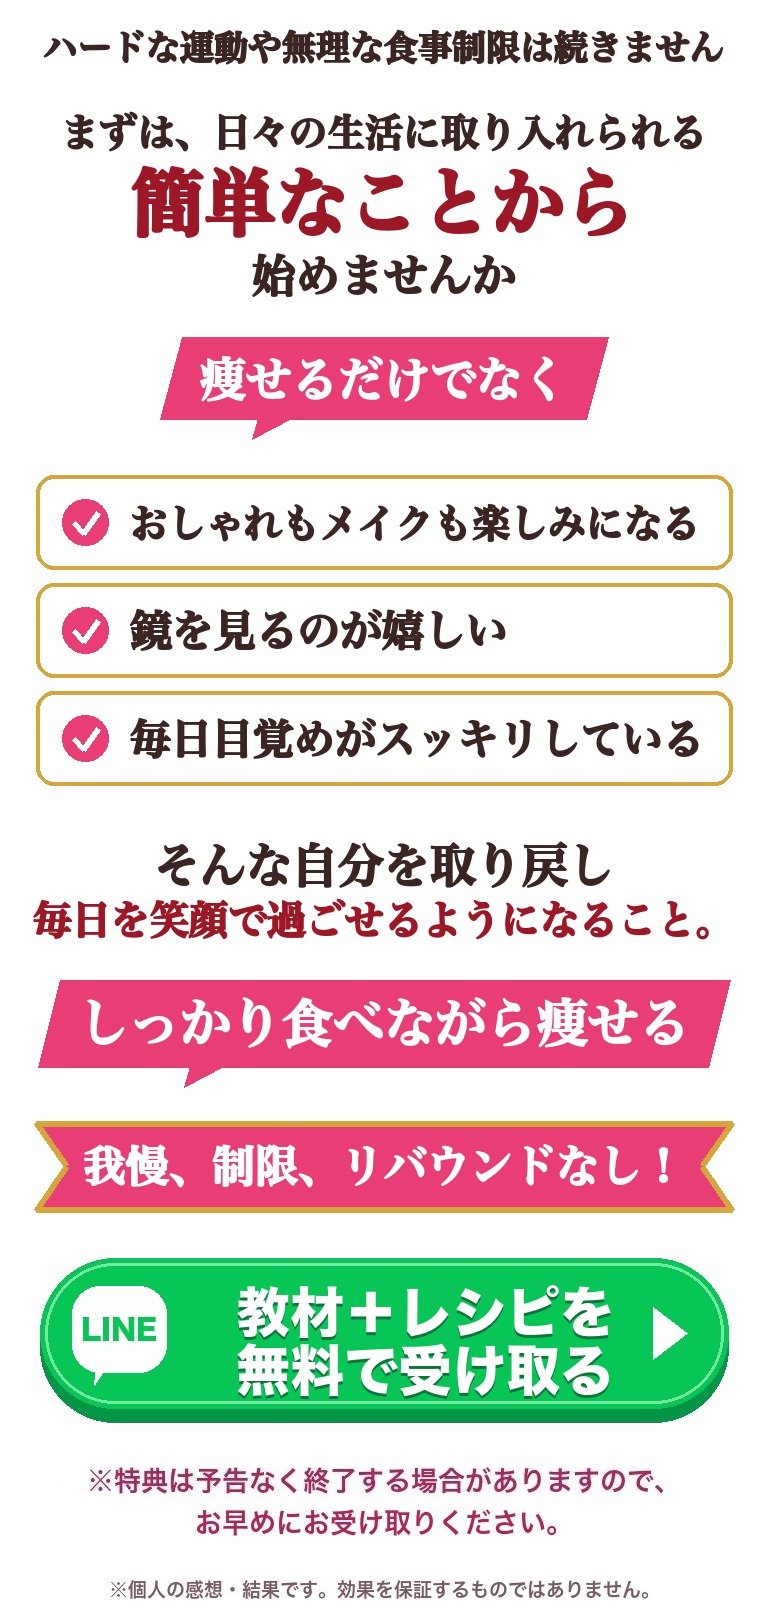 ハードな運動や無理な食事制限は続きません
まずは、日々の生活に取り入れられる
簡単なことから
始めませんか
痩せるだけでなく
おしゃれもメイクも楽しみになる
鏡を見るのが嬉しい
毎日目覚めがスッキリしている
そんな自分を取り戻し
毎日を笑顔で過ごせるようになること。
しっかり食べながら痩せる
我慢、制限、リバウンドなし！
LINE
教材＋レシピを
無料で受け取る
※特典は予告なく終了する場合がありますので、
お早めにお受け取りください。
※個人の感想・結果です。効果を保証するものではありません。